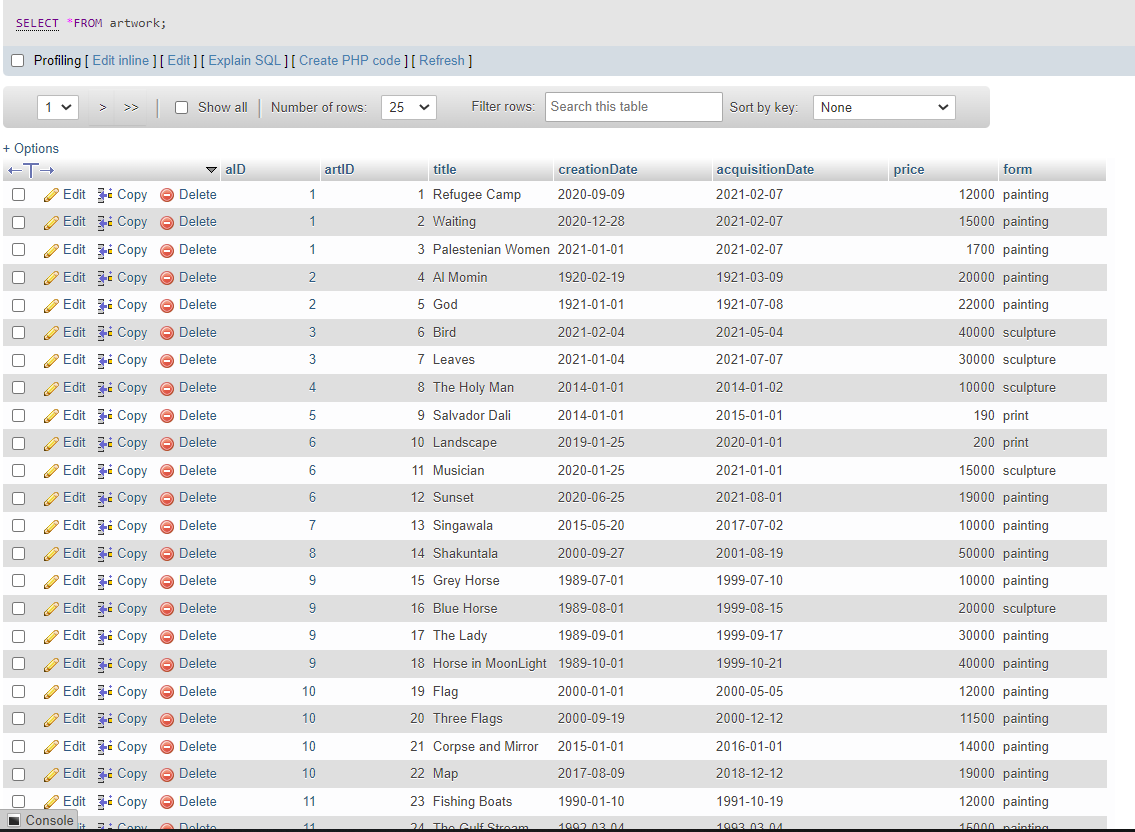 SELECT *FROM artwork;
Profiling [ Edit inline ] [ Edit ] [ Explain SQL ] [ Create PHP code ] [ Refresh ]
1 > >> Show all Number of rows: 25 Filter rows: Search this table Sort by key: None
+ Options
←T→ aID artID title creationDate acquisitionDate price form
Edit Copy Delete 1 1 Refugee Camp 2020-09-09 2021-02-07 12000 painting
Edit Copy Delete 1 2 Waiting 2020-12-28 2021-02-07 15000 painting
Edit Copy Delete 1 3 Palestenian Women 2021-01-01 2021-02-07 1700 painting
Edit Copy Delete 2 4 Al Momin 1920-02-19 1921-03-09 20000 painting
Edit Copy Delete 2 5 God 1921-01-01 1921-07-08 22000 painting
Edit Copy Delete 3 6 Bird 2021-02-04 2021-05-04 40000 sculpture
Edit Copy Delete 3 7 Leaves 2021-01-04 2021-07-07 30000 sculpture
Edit Copy Delete 4 8 The Holy Man 2014-01-01 2014-01-02 10000 sculpture
Edit Copy Delete 5 9 Salvador Dali 2014-01-01 2015-01-01 190 print
Edit Copy Delete 6 10 Landscape 2019-01-25 2020-01-01 200 print
Edit Copy Delete 6 11 Musician 2020-01-25 2021-01-01 15000 sculpture
Edit Copy Delete 6 12 Sunset 2020-06-25 2021-08-01 19000 painting
Edit Copy Delete 7 13 Singawala 2015-05-20 2017-07-02 10000 painting
Edit Copy Delete 8 14 Shakuntala 2000-09-27 2001-08-19 50000 painting
Edit Copy Delete 9 15 Grey Horse 1989-07-01 1999-07-10 10000 painting
Edit Copy Delete 9 16 Blue Horse 1989-08-01 1999-08-15 20000 sculpture
Edit Copy Delete 9 17 The Lady 1989-09-01 1999-09-17 30000 painting
Edit Copy Delete 9 18 Horse in MoonLight 1989-10-01 1999-10-21 40000 painting
Edit Copy Delete 10 19 Flag 2000-01-01 2000-05-05 12000 painting
Edit Copy Delete 10 20 Three Flags 2000-09-19 2000-12-12 11500 painting
Edit Copy Delete 10 21 Corpse and Mirror 2015-01-01 2016-01-01 14000 painting
Edit Copy Delete 10 22 Map 2017-08-09 2018-12-12 19000 painting
Edit Copy Delete 11 23 Fishing Boats 1990-01-10 1991-10-19 12000 painting
Console Copy Delete 11 24 The Gulf Stream 1992-03-04 1993-03-04 15000 painting